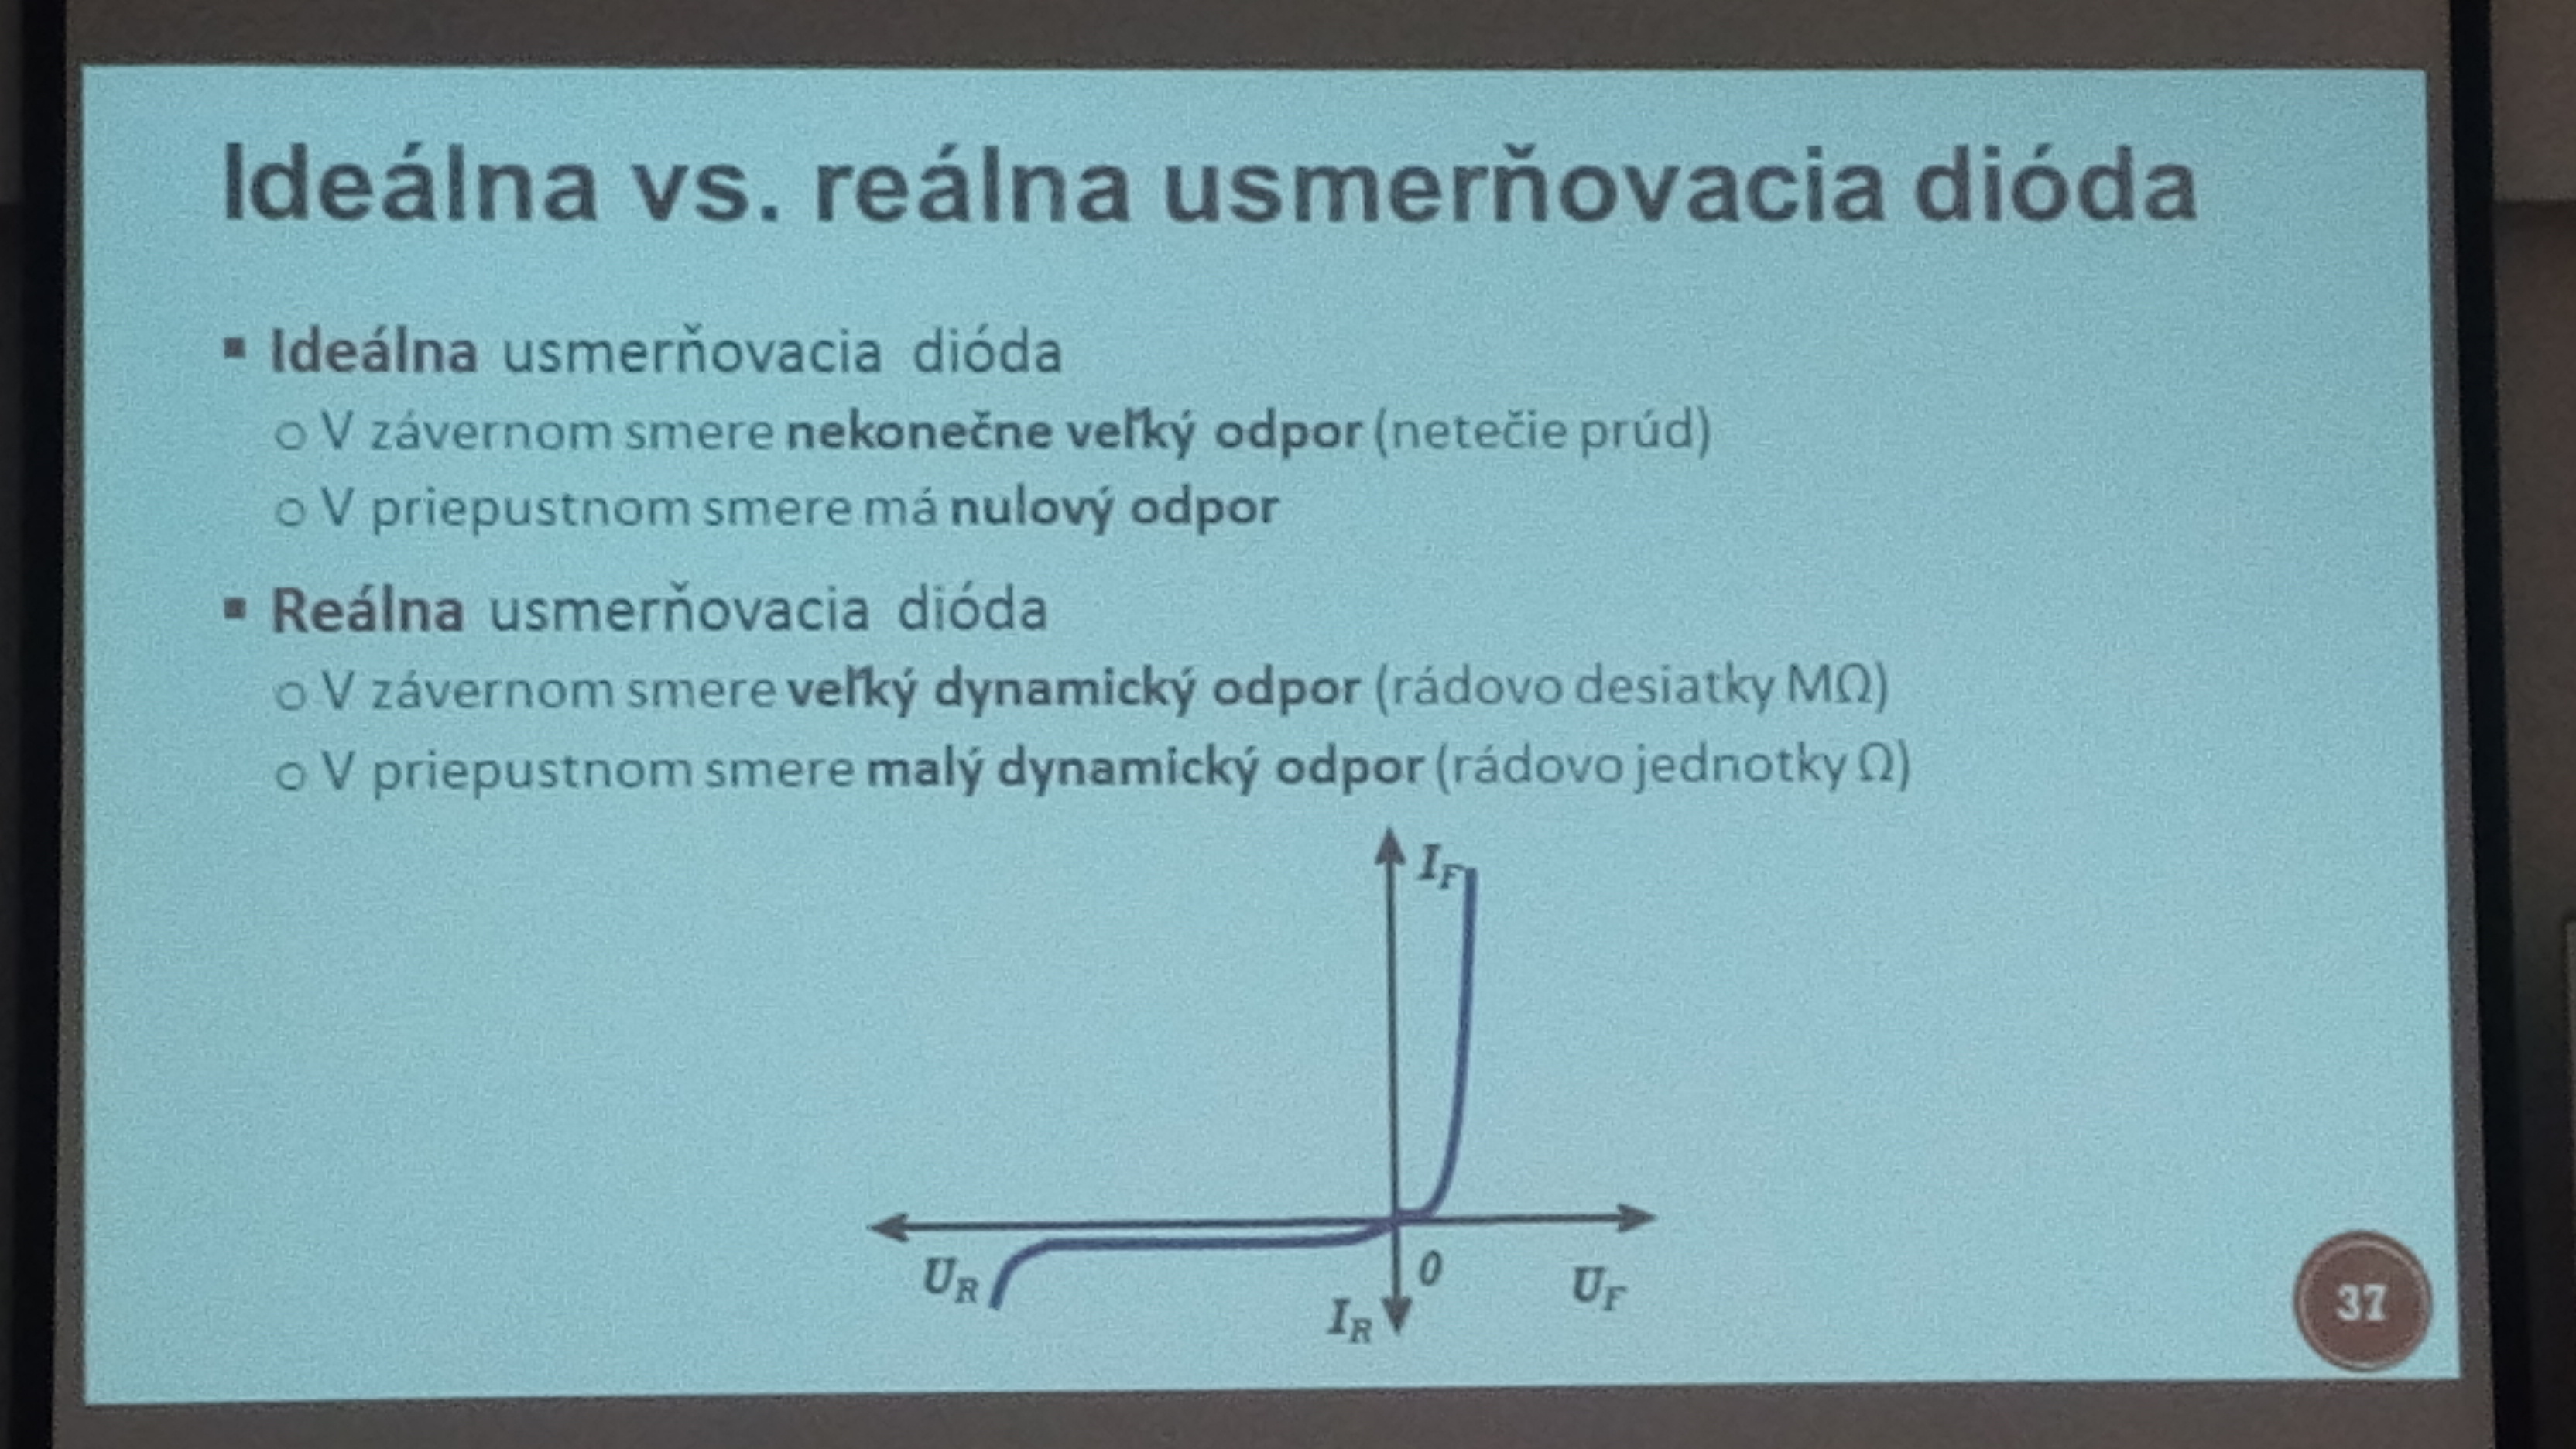 Ideálna vs. reálna usmerňovacia dióda
▪ Ideálna usmerňovacia dióda
o V závernom smere nekonečne veľký odpor (netečie prúd)
o V priepustnom smere má nulový odpor
▪ Reálna usmerňovacia dióda
o V závernom smere veľký dynamický odpor (rádovo desiatky MΩ)
o V priepustnom smere malý dynamický odpor (rádovo jednotky Ω)
I_F
U_R
0
U_F
I_R
37